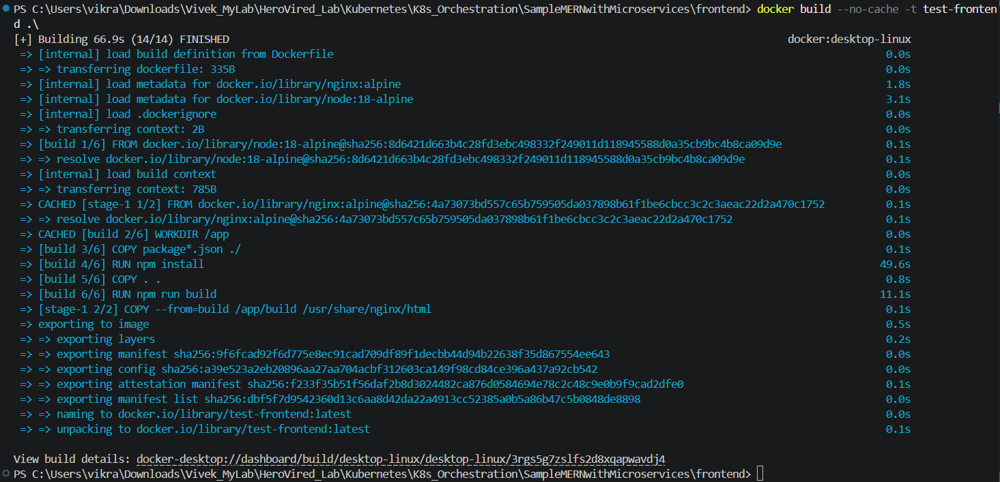 PS C:\Users\vikra\Downloads\Vivek_MyLab\HeroVired_Lab\Kubernetes\K8s_Orchestration\SampleMERNwithMicroservices\frontend> docker build --no-cache -t test-fronten
d .\
[+] Building 66.9s (14/14) FINISHED docker:desktop-linux
=> [internal] load build definition from Dockerfile 0.0s
=> => transferring dockerfile: 335B 0.0s
=> [internal] load metadata for docker.io/library/nginx:alpine 1.8s
=> [internal] load metadata for docker.io/library/node:18-alpine 3.1s
=> [internal] load .dockerignore 0.0s
=> => transferring context: 2B 0.0s
=> [build 1/6] FROM docker.io/library/node:18-alpine@sha256:8d6421d663b4c28fd3ebc498332f249011d118945588d0a35cb9bc4b8ca09d9e 0.1s
=> => resolve docker.io/library/node:18-alpine@sha256:8d6421d663b4c28fd3ebc498332f249011d118945588d0a35cb9bc4b8ca09d9e 0.1s
=> [internal] load build context 0.0s
=> => transferring context: 785B 0.0s
=> CACHED [stage-1 1/2] FROM docker.io/library/nginx:alpine@sha256:4a73073bd557c65b759505da037898b61f1be6cbcc3c2c3aeac22d2a470c1752 0.1s
=> => resolve docker.io/library/nginx:alpine@sha256:4a73073bd557c65b759505da037898b61f1be6cbcc3c2c3aeac22d2a470c1752 0.1s
=> CACHED [build 2/6] WORKDIR /app 0.0s
=> [build 3/6] COPY package*.json ./ 0.1s
=> [build 4/6] RUN npm install 49.6s
=> [build 5/6] COPY . . 0.8s
=> [build 6/6] RUN npm run build 11.1s
=> [stage-1 2/2] COPY --from=build /app/build /usr/share/nginx/html 0.1s
=> exporting to image 0.5s
=> => exporting layers 0.2s
=> => exporting manifest sha256:9f6fcad92f6d775e8ec91cad709df89f1decbb44d94b22638f35d867554ee643 0.0s
=> => exporting config sha256:a39e523a2eb20896aa27aa704acbf312603ca149f98cd84ce396a437a92cb542 0.0s
=> => exporting attestation manifest sha256:f233f35b51f56daf2b8d3024482ca876d0584694e78c2c48c9e0b9f9cad2dfe0 0.1s
=> => exporting manifest list sha256:dbf5f7d9542360d13c6aa8d42da22a4913cc52385a0b5a86b47c5b0848de8898 0.0s
=> => naming to docker.io/library/test-frontend:latest 0.0s
=> => unpacking to docker.io/library/test-frontend:latest 0.1s
View build details: docker-desktop://dashboard/build/desktop-linux/desktop-linux/3rgs5g7zslfs2d8xqapwavdj4
PS C:\Users\vikra\Downloads\Vivek_MyLab\HeroVired_Lab\Kubernetes\K8s_Orchestration\SampleMERNwithMicroservices\frontend>